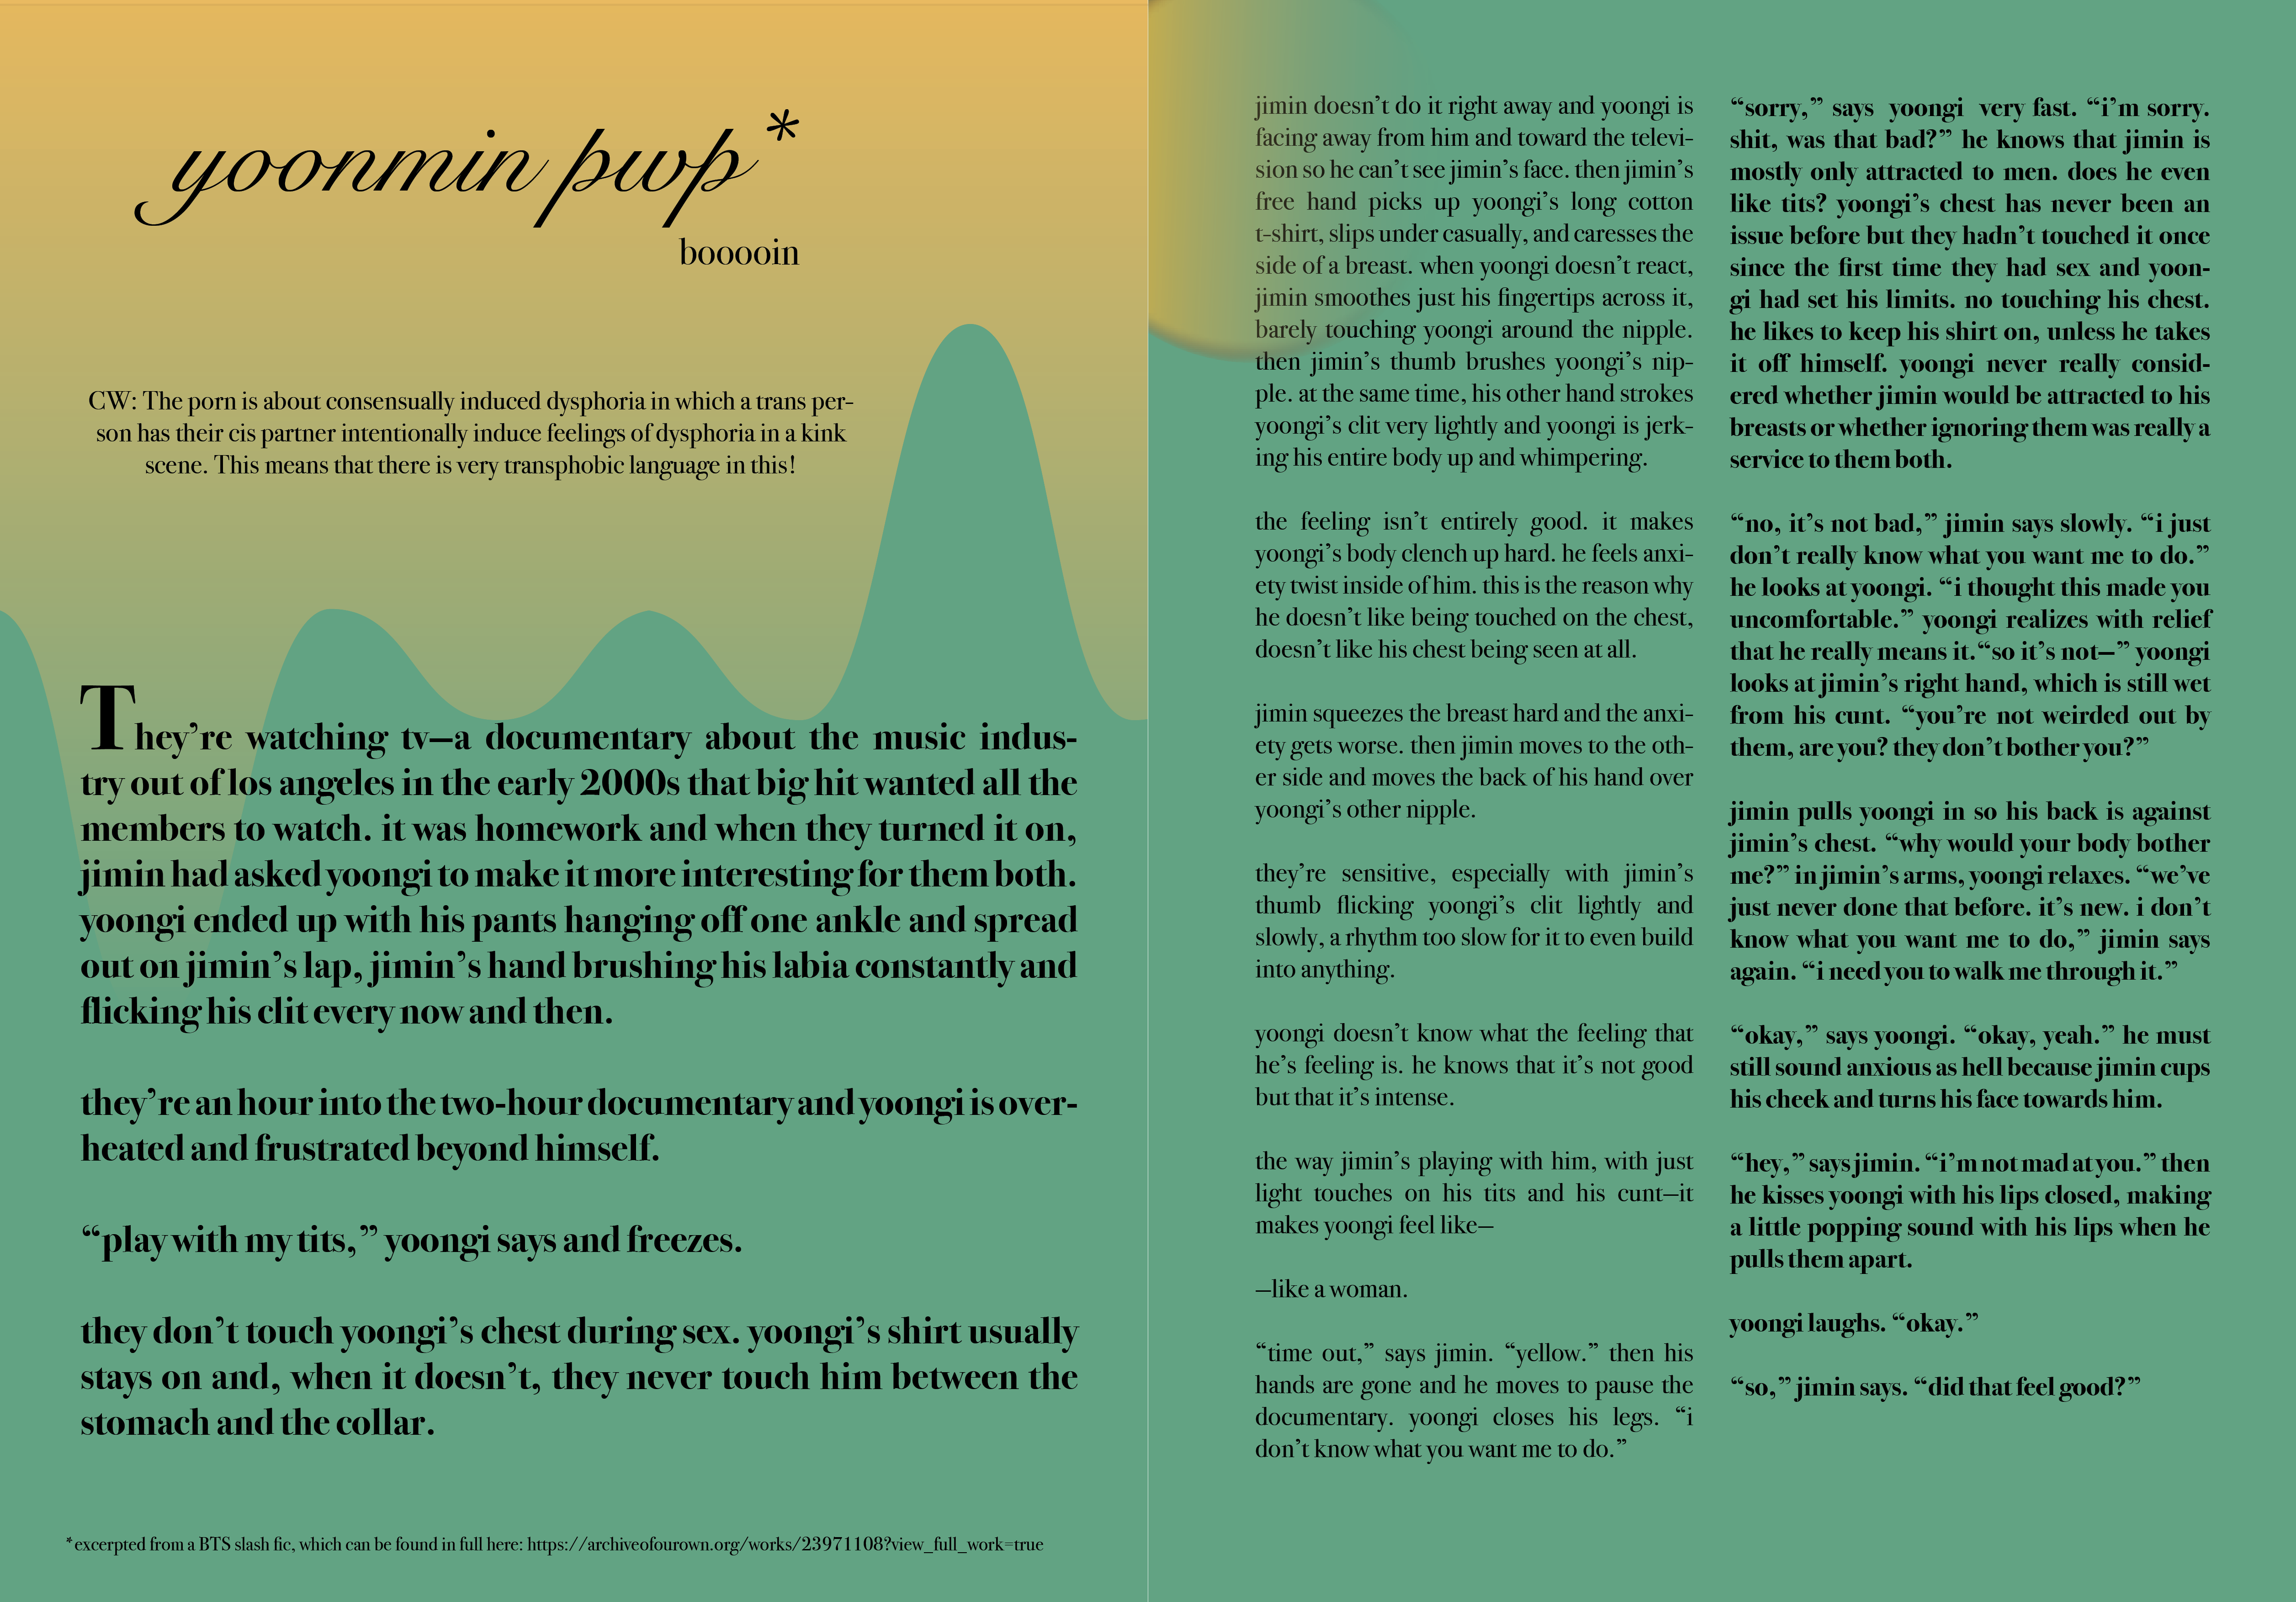 yoonmin pwp*
booooin
CW: The porn is about consensually induced dysphoria in which a trans per-
son has their cis partner intentionally induce feelings of dysphoria in a kink
scene. This means that there is very transphobic language in this!
They’re watching tv—a documentary about the music indus-
try out of los angeles in the early 2000s that big hit wanted all the
members to watch. it was homework and when they turned it on,
jimin had asked yoongi to make it more interesting for them both.
yoongi ended up with his pants hanging off one ankle and spread
out on jimin’s lap, jimin’s hand brushing his labia constantly and
flicking his clit every now and then.
they’re an hour into the two-hour documentary and yoongi is over-
heated and frustrated beyond himself.
“play with my tits,” yoongi says and freezes.
they don’t touch yoongi’s chest during sex. yoongi’s shirt usually
stays on and, when it doesn’t, they never touch him between the
stomach and the collar.
*excerpted from a BTS slash fic, which can be found in full here: https://archiveofourown.org/works/23971108?view_full_work=true
jimin doesn’t do it right away and yoongi is
facing away from him and toward the televi-
sion so he can’t see jimin’s face. then jimin’s
free hand picks up yoongi’s long cotton
t-shirt, slips under casually, and caresses the
side of a breast. when yoongi doesn’t react,
jimin smoothes just his fingertips across it,
barely touching yoongi around the nipple.
then jimin’s thumb brushes yoongi’s nip-
ple. at the same time, his other hand strokes
yoongi’s clit very lightly and yoongi is jerk-
ing his entire body up and whimpering.
the feeling isn’t entirely good. it makes
yoongi’s body clench up hard. he feels anxi-
ety twist inside of him. this is the reason why
he doesn’t like being touched on the chest,
doesn’t like his chest being seen at all.
jimin squeezes the breast hard and the anxi-
ety gets worse. then jimin moves to the oth-
er side and moves the back of his hand over
yoongi’s other nipple.
they’re sensitive, especially with jimin’s
thumb flicking yoongi’s clit lightly and
slowly, a rhythm too slow for it to even build
into anything.
yoongi doesn’t know what the feeling that
he’s feeling is. he knows that it’s not good
but that it’s intense.
the way jimin’s playing with him, with just
light touches on his tits and his cunt—it
makes yoongi feel like—
—like a woman.
“time out,” says jimin. “yellow.” then his
hands are gone and he moves to pause the
documentary. yoongi closes his legs. “i
don’t know what you want me to do.”
“sorry,” says yoongi very fast. “i’m sorry.
shit, was that bad?” he knows that jimin is
mostly only attracted to men. does he even
like tits? yoongi’s chest has never been an
issue before but they hadn’t touched it once
since the first time they had sex and yoon-
gi had set his limits. no touching his chest.
he likes to keep his shirt on, unless he takes
it off himself. yoongi never really consid-
ered whether jimin would be attracted to his
breasts or whether ignoring them was really a
service to them both.
“no, it’s not bad,” jimin says slowly. “i just
don’t really know what you want me to do.”
he looks at yoongi. “i thought this made you
uncomfortable.” yoongi realizes with relief
that he really means it.“so it’s not—” yoongi
looks at jimin’s right hand, which is still wet
from his cunt. “you’re not weirded out by
them, are you? they don’t bother you?”
jimin pulls yoongi in so his back is against
jimin’s chest. “why would your body bother
me?” in jimin’s arms, yoongi relaxes. “we’ve
just never done that before. it’s new. i don’t
know what you want me to do,” jimin says
again. “i need you to walk me through it.”
“okay,” says yoongi. “okay, yeah.” he must
still sound anxious as hell because jimin cups
his cheek and turns his face towards him.
“hey,” says jimin. “i’m not mad at you.” then
he kisses yoongi with his lips closed, making
a little popping sound with his lips when he
pulls them apart.
yoongi laughs. “okay.”
“so,” jimin says. “did that feel good?”